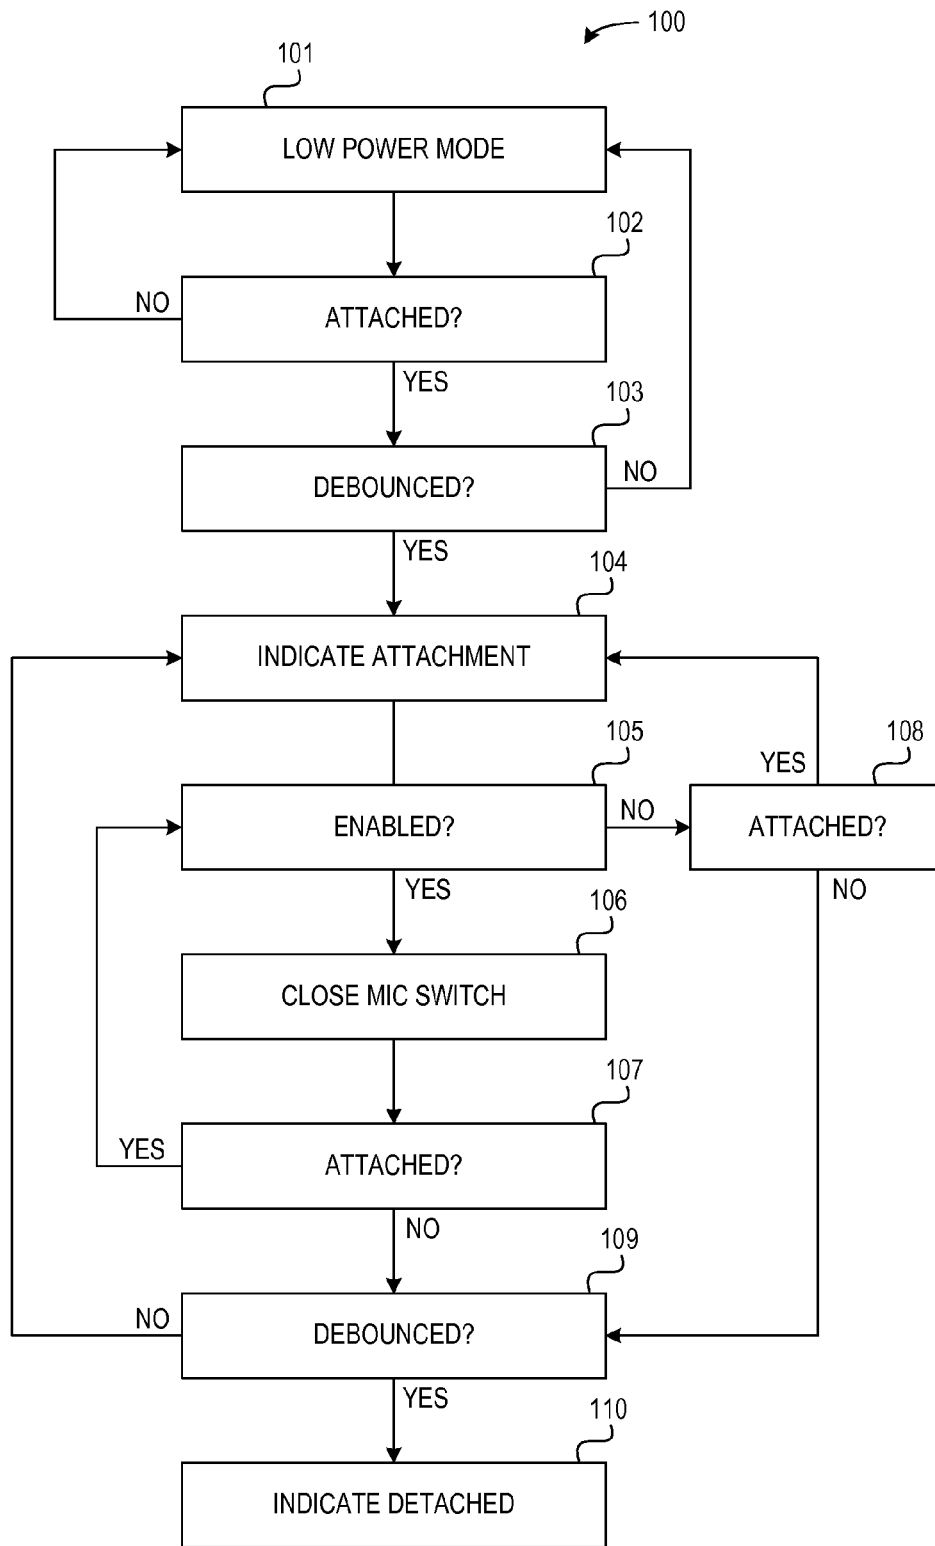 100
101
LOW POWER MODE
102
NO
ATTACHED?
YES
103
DEBOUNCED?
NO
YES
104
INDICATE ATTACHMENT
105
108
YES
ENABLED?
NO
ATTACHED?
YES
NO
106
CLOSE MIC SWITCH
107
YES
ATTACHED?
NO
109
NO
DEBOUNCED?
YES
110
INDICATE DETACHED